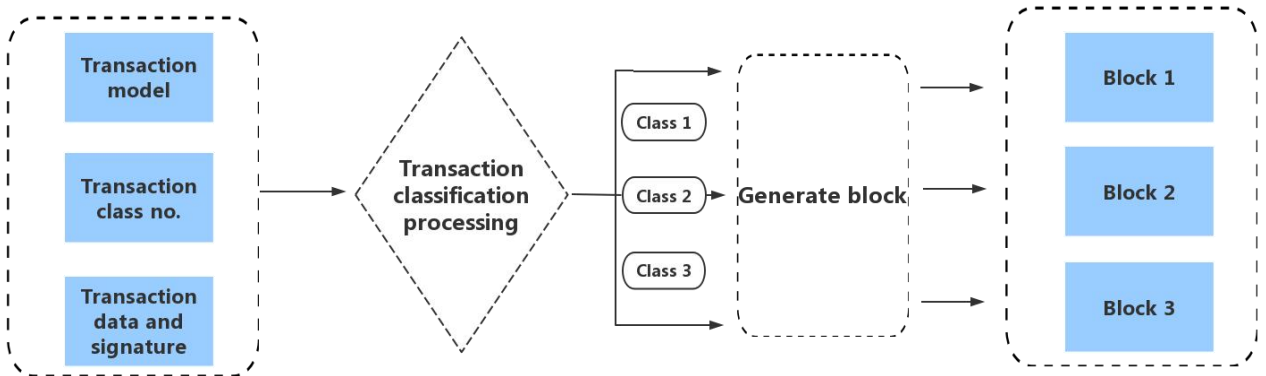 Transaction
model
Transaction
class no.
Transaction
data and
signature
Transaction
classification
processing
Class 1
Class 2
Class 3
Generate block
Block 1
Block 2
Block 3